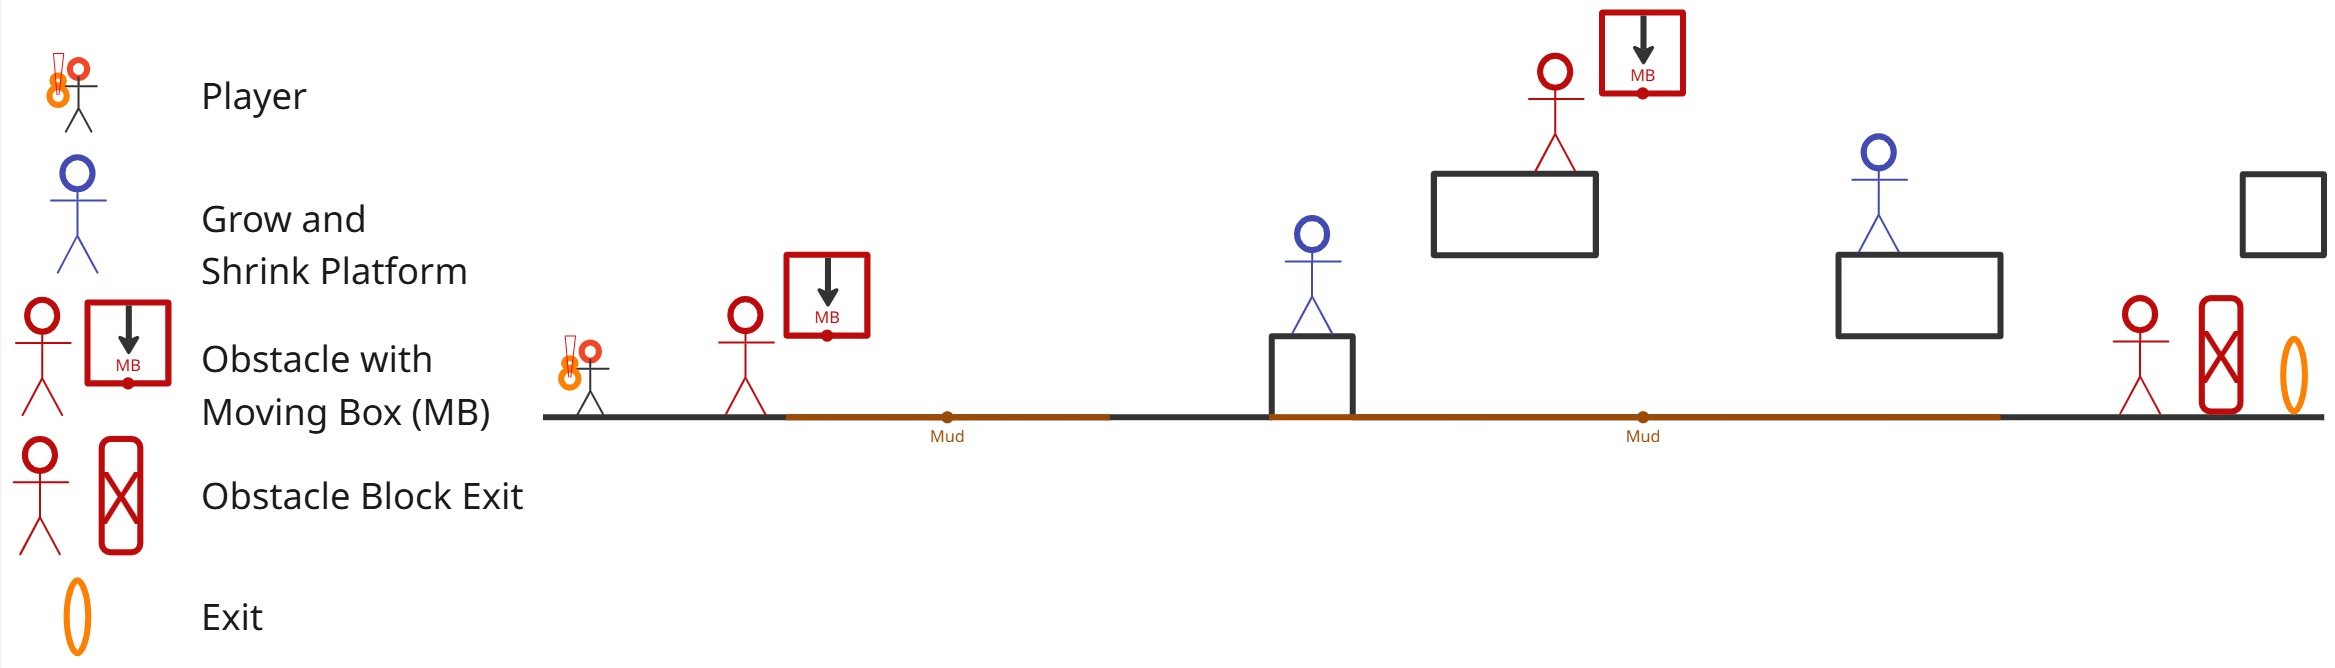 Player
Grow and
Shrink Platform
MB
Obstacle with
Moving Box (MB)
Obstacle Block Exit
Exit
MB
Mud
MB
Mud